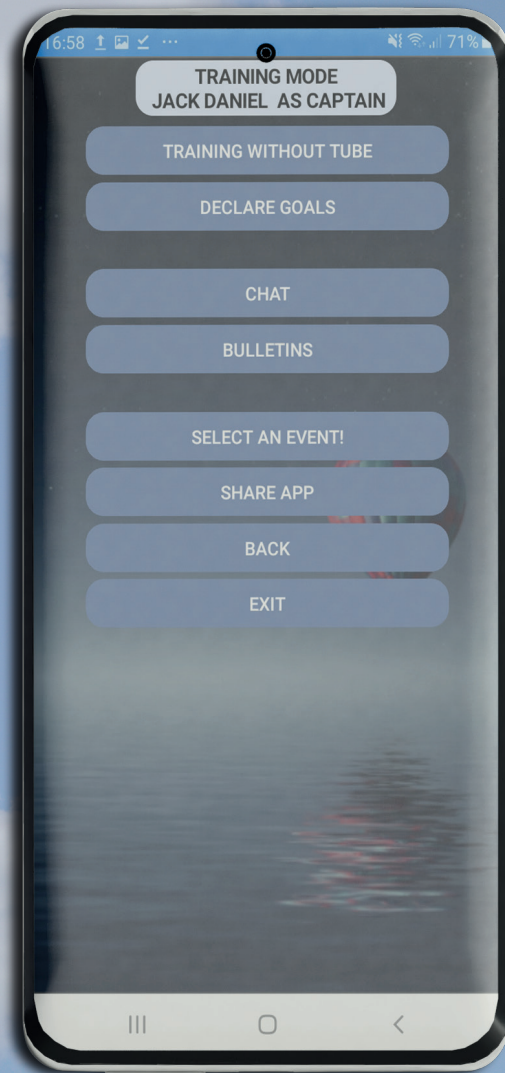 16:58
71%
TRAINING MODE
JACK DANIEL AS CAPTAIN
TRAINING WITHOUT TUBE
DECLARE GOALS
CHAT
BULLETINS
SELECT AN EVENT!
SHARE APP
BACK
EXIT